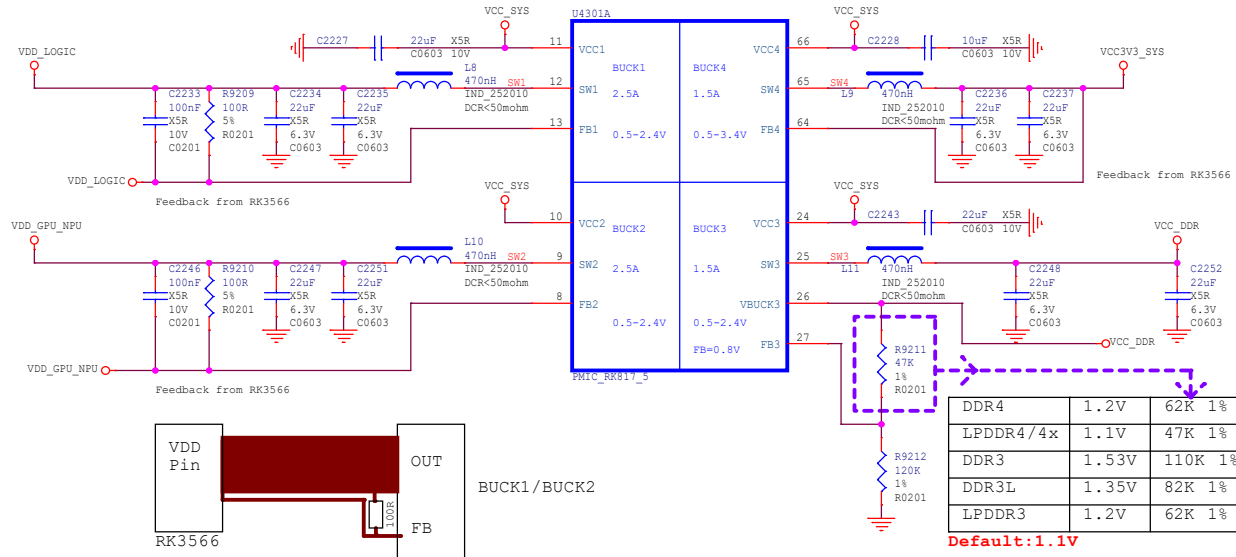 VCC_SYS
U4301A
VCC_SYS
VDD_LOGIC
C2227
22uF
X5R
C0603
10V
11
VCC1
VCC4
66
C2228
10uF
X5R
C0603
10V
VCC3V3_SYS
L8
470nH
SW1
IND_252010
DCR<50mohm
12
SW1
BUCK1
2.5A
0.5-2.4V
BUCK4
1.5A
0.5-3.4V
SW4
65
SW4
L9
470nH
IND_252010
DCR<50mohm
C2233
100nF
X5R
10V
C0201
R9209
100R
5%
R0201
C2234
22uF
X5R
6.3V
C0603
C2235
22uF
X5R
6.3V
C0603
13
FB1
FB4
64
C2236
22uF
X5R
6.3V
C0603
C2237
22uF
X5R
6.3V
C0603
VDD_LOGIC
Feedback from RK3566
Feedback from RK3566
VCC_SYS
VCC_SYS
VDD_GPU_NPU
10
VCC2
BUCK2
2.5A
0.5-2.4V
BUCK3
1.5A
0.5-2.4V
FB=0.8V
VCC3
24
C2243
22uF
X5R
C0603
10V
VCC_DDR
L10
470nH
SW2
IND_252010
DCR<50mohm
9
SW2
SW3
25
SW3
L11
470nH
IND_252010
DCR<50mohm
C2246
100nF
X5R
10V
C0201
R9210
100R
5%
R0201
C2247
22uF
X5R
6.3V
C0603
C2251
22uF
X5R
6.3V
C0603
8
FB2
VBUCK3
26
C2248
22uF
X5R
6.3V
C0603
C2252
22uF
X5R
6.3V
C0603
FB3
27
VCC_DDR
VDD_GPU_NPU
Feedback from RK3566
PMIC_RK817_5
R9211
47K
1%
R0201
R9212
120K
1%
R0201
DDR4 1.2V 62K 1%
LPDDR4/4x 1.1V 47K 1%
DDR3 1.53V 110K 1%
DDR3L 1.35V 82K 1%
LPDDR3 1.2V 62K 1%
Default:1.1V
VDD
Pin
OUT
100R
FB
BUCK1/BUCK2
RK3566